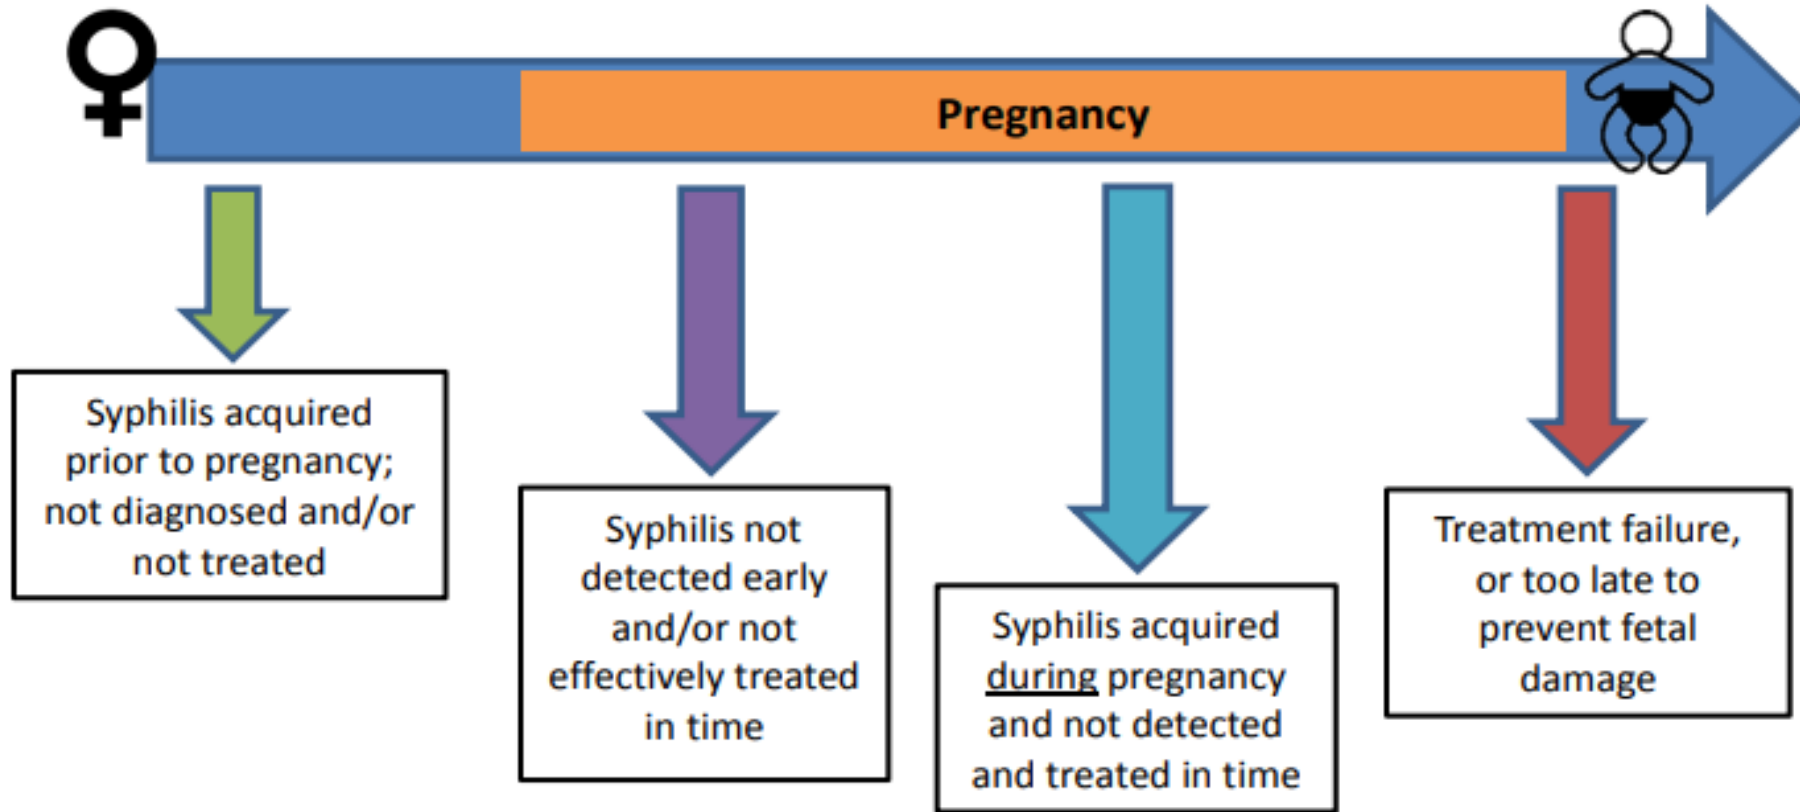 Pregnancy
Syphilis acquired
prior to pregnancy;
not diagnosed and/or
not treated
Syphilis not
detected early
and/or not
effectively treated
in time
Syphilis acquired
during pregnancy
and not detected
and treated in time
Treatment failure,
or too late to
prevent fetal
damage